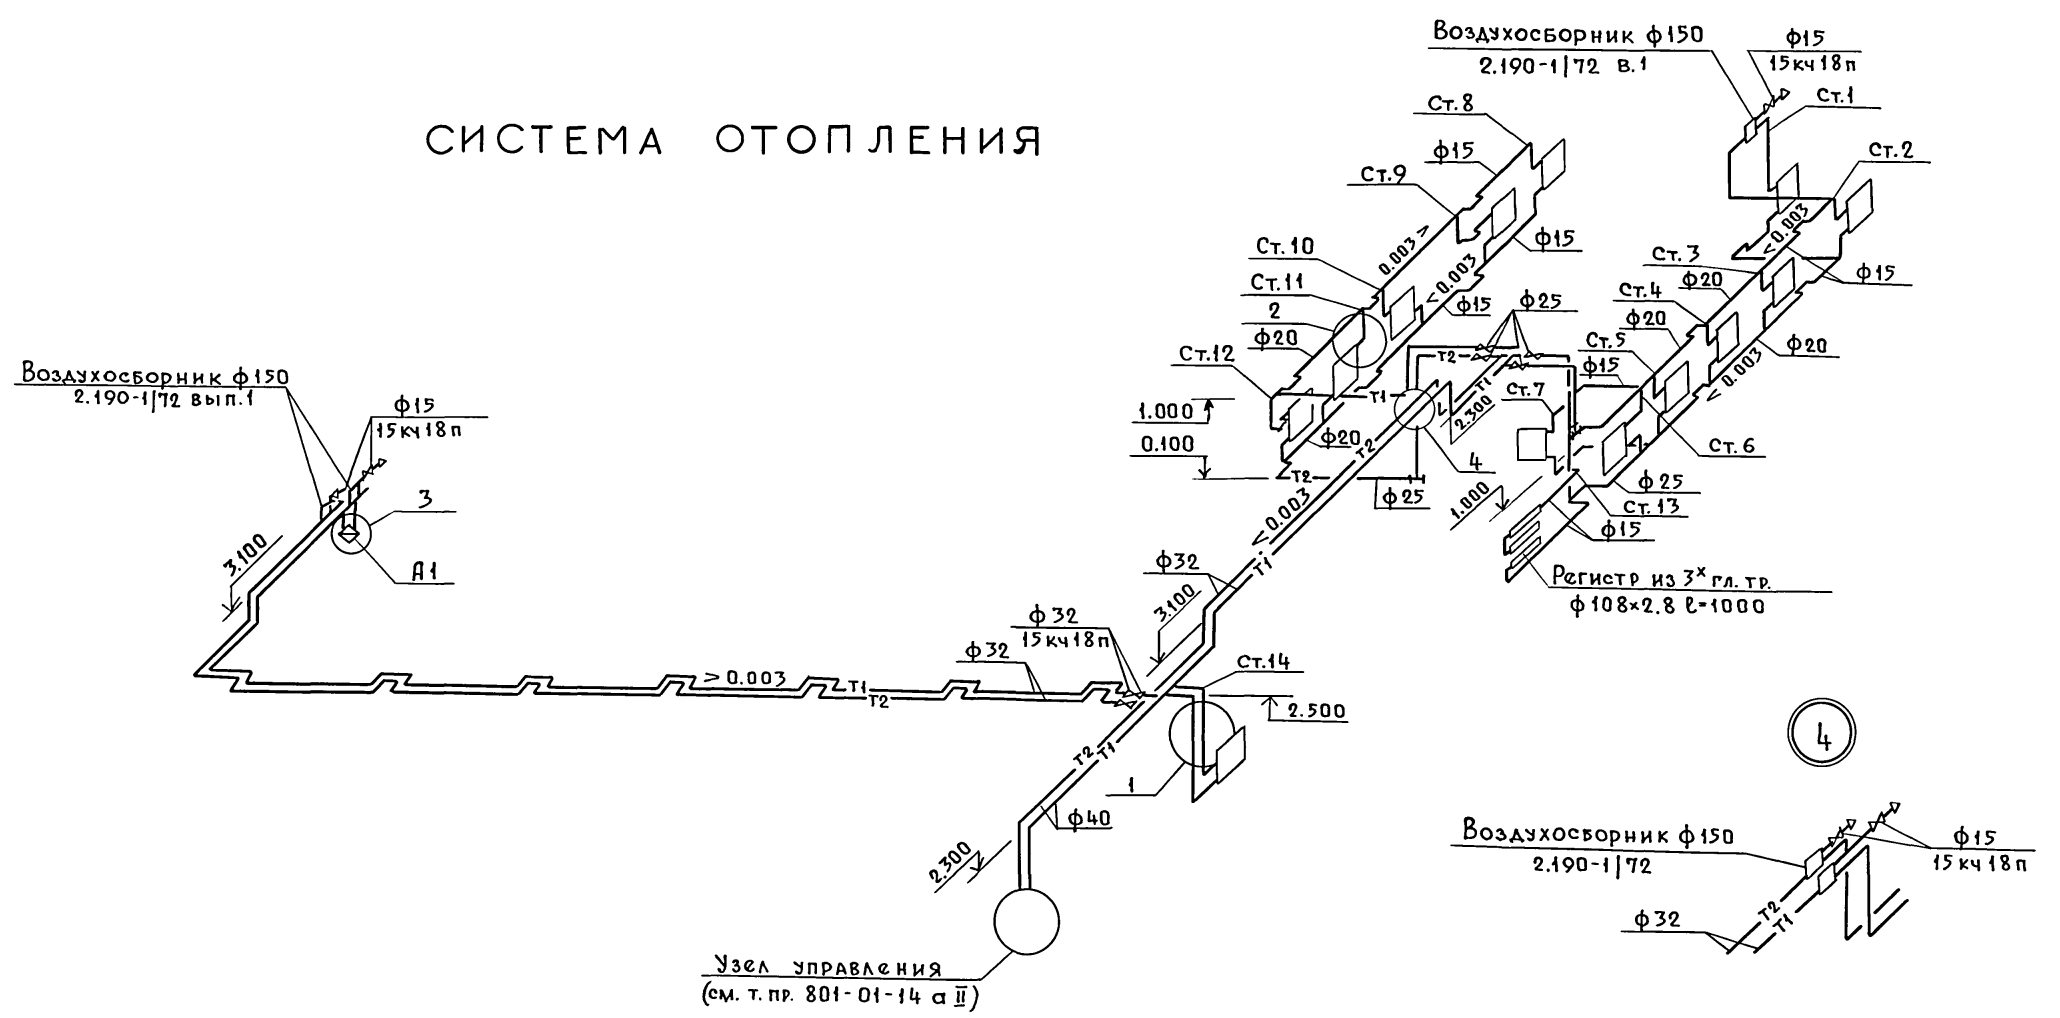 СИСТЕМА ОТОПЛЕНИЯ
Воздухосборник ф150
2.190-1/72 в.1
ф15
15кч18п
Ст.1
Ст.2
Ст.8
ф15
Ст.9
ф15
0.003 >
< 0.003
Ст.10
Ст.11
2
ф20
Ст.12
ф15
ф25
1.000
0.100
ф20
Т1
Т2
Т2
Т1
2.300
Т2
ф25
4
< 0.003
ф15
Ст.3
ф20
Ст.4
ф20
Ст.5
ф15
ф20
< 0.003
Ст.7
Ст.6
ф25
Ст.13
1.000
ф15
Регистр из 3х гл. тр.
ф108×2.8 ℓ=1000
Воздухосборник ф150
2.190-1/72 вып.1
ф15
15кч18п
3
А1
3.100
< 0.003
Т2
Т1
ф32
3.100
ф32
15кч18п
ф32
> 0.003
Т1
Т2
Ст.14
2.500
1
Т2
Т1
ф40
2.300
Узел управления
(см. т. пр. 801-01-14 а II)
4
Воздухосборник ф150
2.190-1/72
ф15
15кч18п
Т2
Т1
ф32